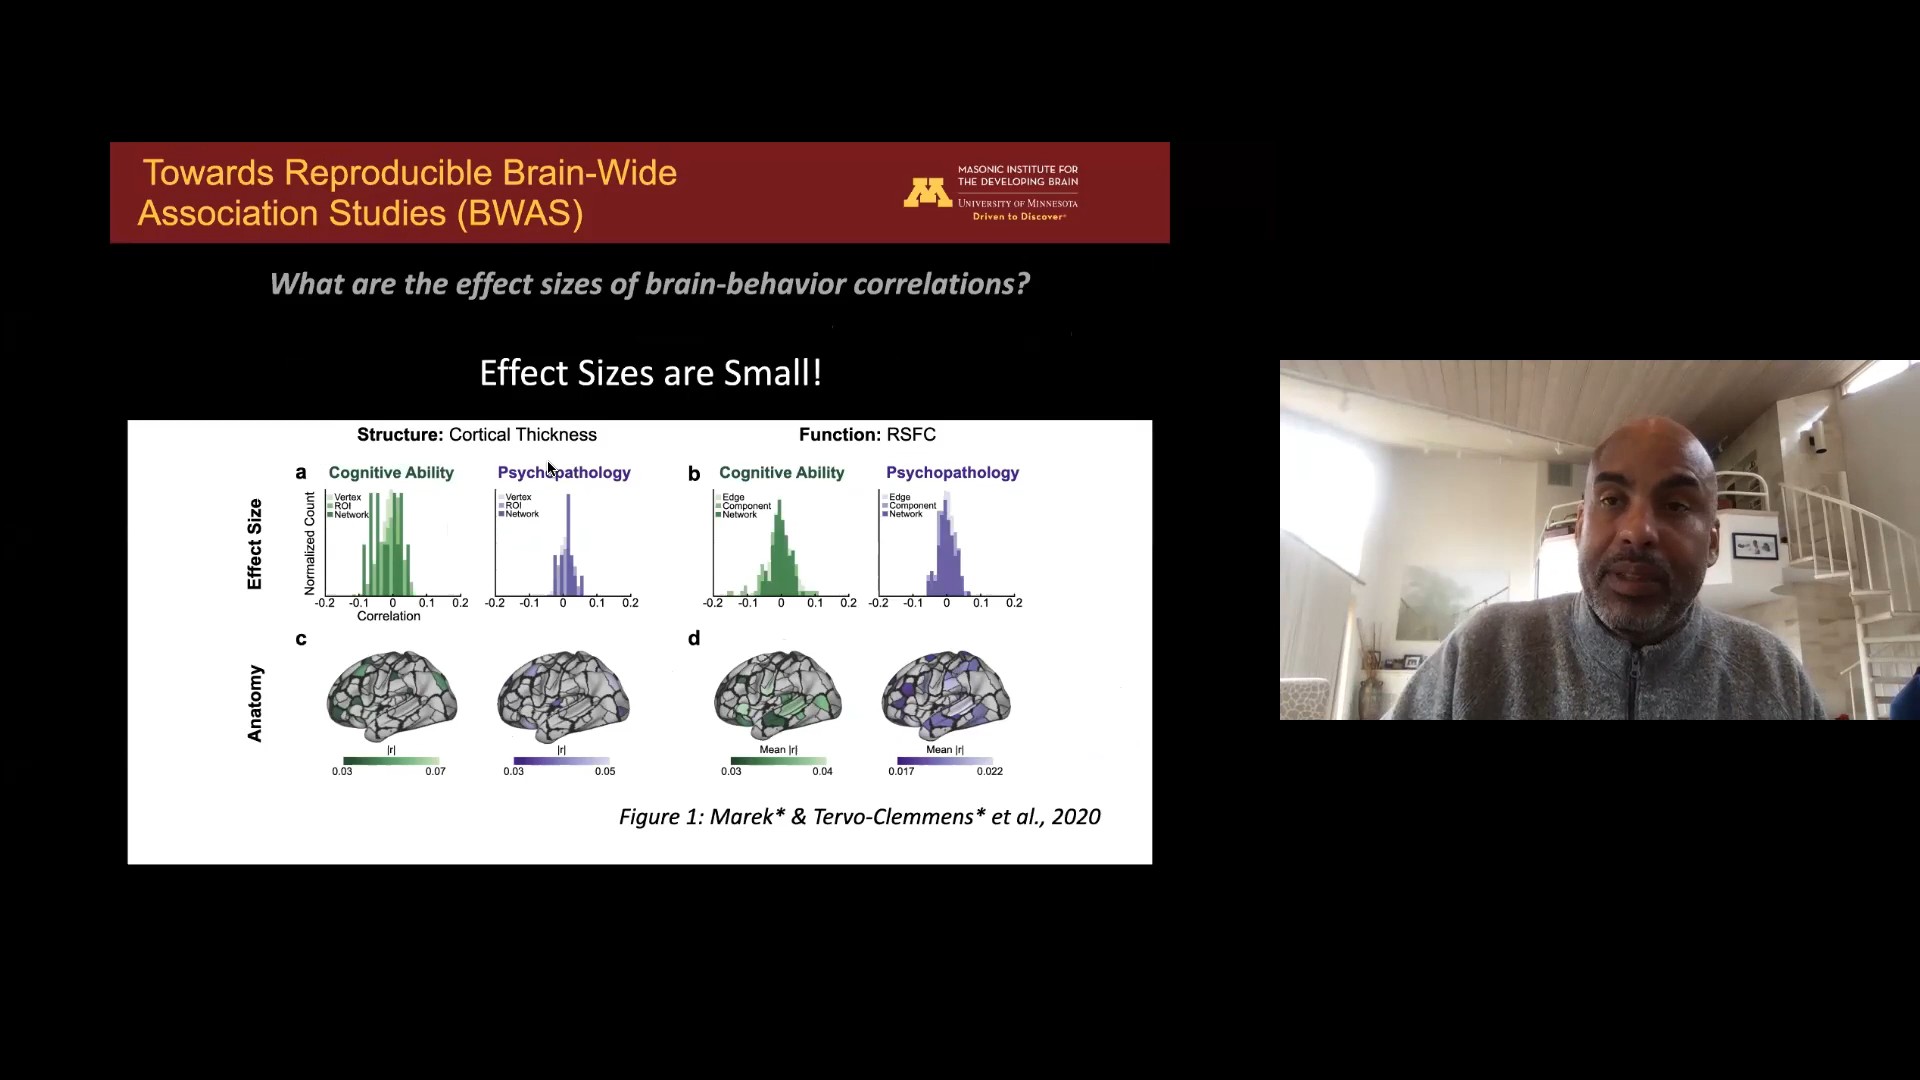 Towards Reproducible Brain-Wide
Association Studies (BWAS)
MASONIC INSTITUTE FOR
THE DEVELOPING BRAIN
UNIVERSITY OF MINNESOTA
Driven to Discover®
What are the effect sizes of brain-behavior correlations?
Effect Sizes are Small!
Structure: Cortical Thickness
Function: RSFC
a
Cognitive Ability
Psychopathology
b
Cognitive Ability
Psychopathology
Effect Size
Normalized Count
Vertex
ROI
Network
Vertex
ROI
Network
Edge
Component
Network
Edge
Component
Network
-0.2 -0.1 0 0.1 0.2
-0.2 -0.1 0 0.1 0.2
-0.2 -0.1 0 0.1 0.2
-0.2 -0.1 0 0.1 0.2
Correlation
c
d
Anatomy
|r|
|r|
Mean |r|
Mean |r|
0.03 0.07
0.03 0.05
0.03 0.04
0.017 0.022
Figure 1: Marek* & Tervo-Clemmens* et al., 2020